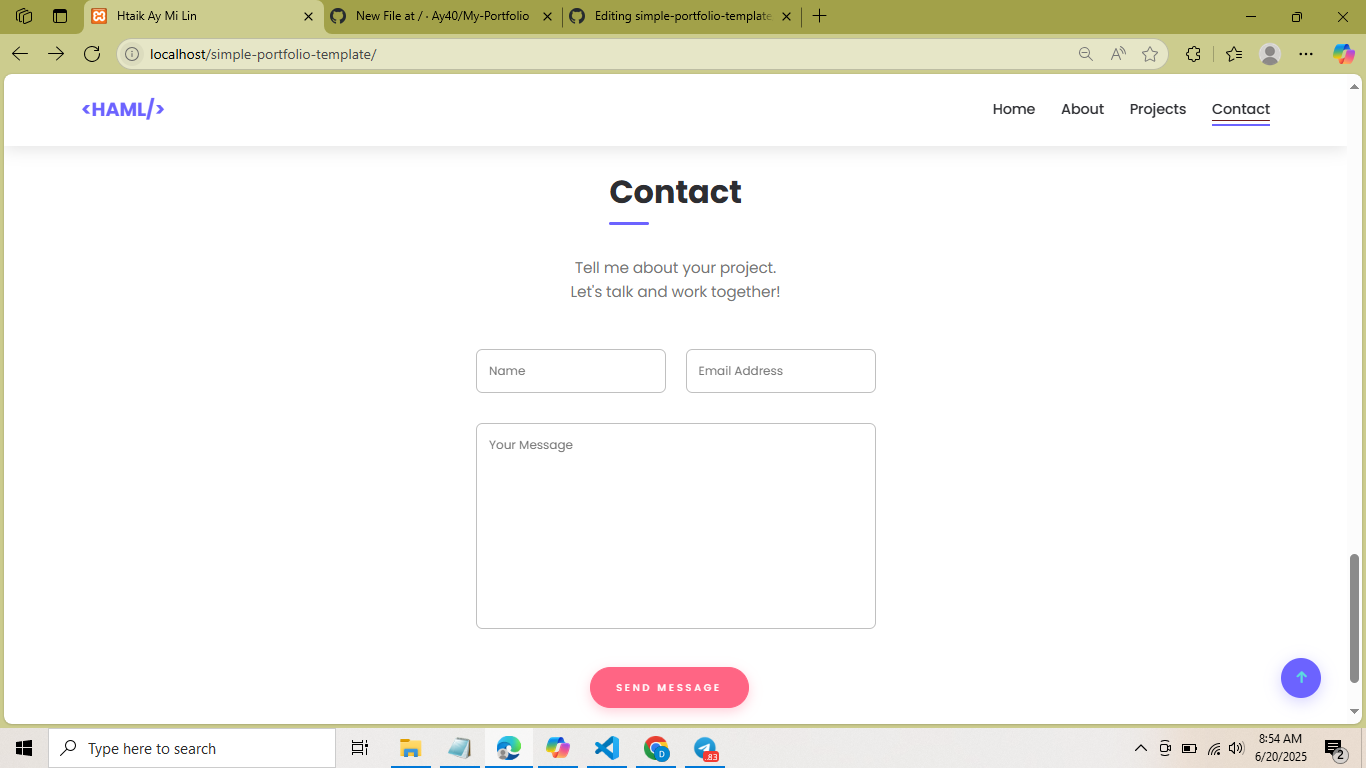 Htaik Ay Mi Lin
New File at / · Ay40/My-Portfolio
Editing simple-portfolio-template
localhost/simple-portfolio-template/
<HAML/>
Home About Projects Contact
Contact
Tell me about your project.
Let's talk and work together!
Name
Email Address
Your Message
SEND MESSAGE
Type here to search
D
.83
8:54 AM
6/20/2025
2